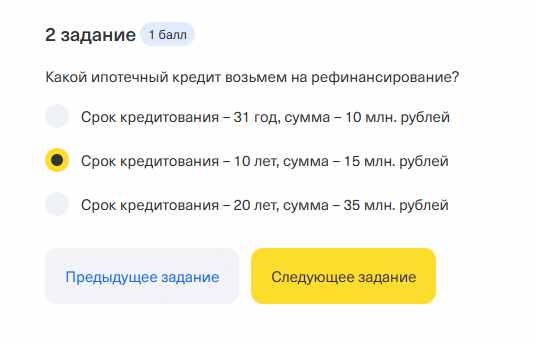 2 задание 1 балл
Какой ипотечный кредит возьмем на рефинансирование?
Срок кредитования – 31 год, сумма – 10 млн. рублей
Срок кредитования – 10 лет, сумма – 15 млн. рублей
Срок кредитования – 20 лет, сумма – 35 млн. рублей
Предыдущее задание Следующее задание